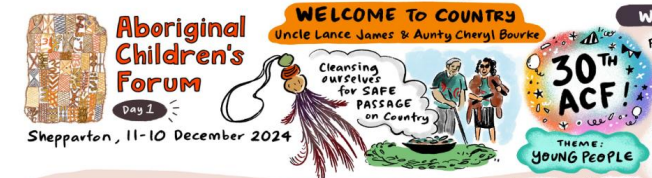 Aboriginal
Children's
Forum
Day 1
Shepparton, 11-10 December 2024
WELCOME TO COUNTRY
Uncle Lance James & Aunty Cheryl Bourke
Cleansing
ourselves
for SAFE
PASSAGE
on Country
30TH
ACF!
THEME:
YOUNG PEOPLE